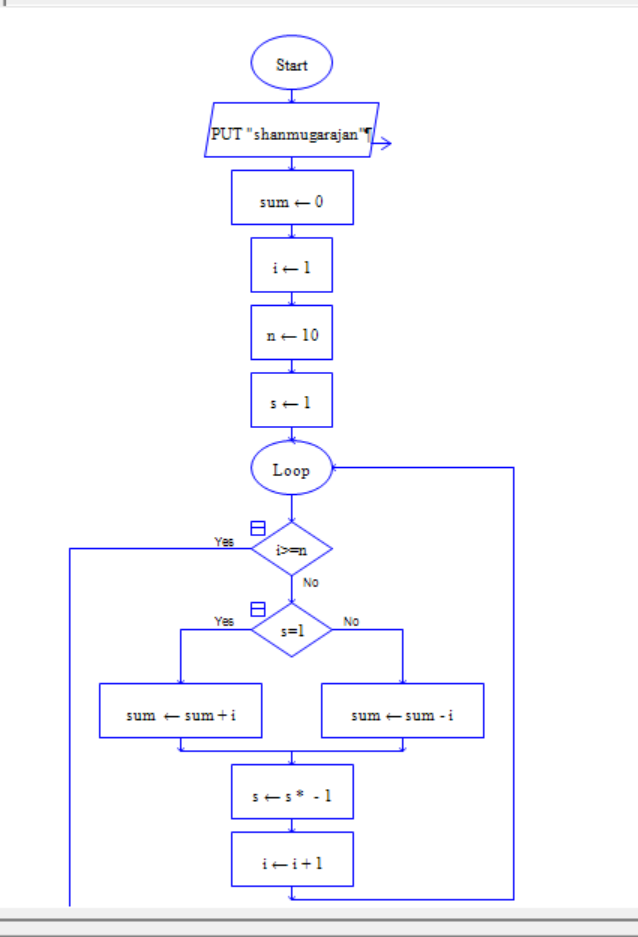 Start
PUT "shanmugarajan"¶
sum ← 0
i ← 1
n ← 10
s ← 1
Loop
Yes
i>=n
No
Yes
s=1
No
sum ← sum + i
sum ← sum - i
s ← s * - 1
i ← i + 1